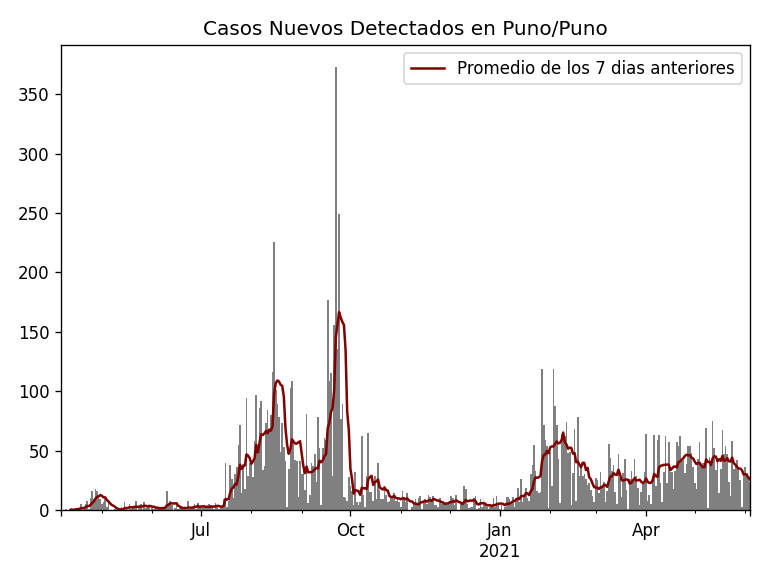 Casos Nuevos Detectados en Puno/Puno
Promedio de los 7 dias anteriores
350
300
250
200
150
100
50
0
Jul
Oct
Jan
2021
Apr